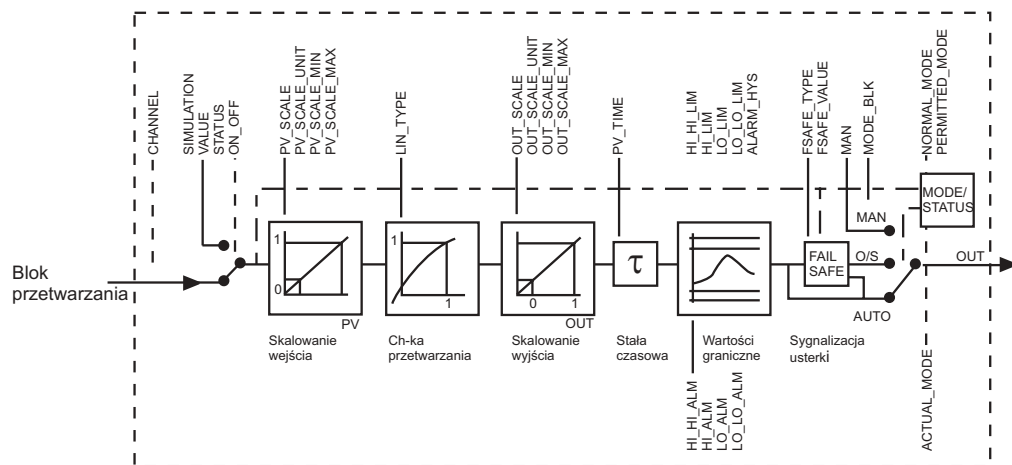 CHANNEL
SIMULATION
VALUE
STATUS
ON_OFF
PV_SCALE
PV_SCALE_UNIT
PV_SCALE_MIN
PV_SCALE_MAX
LIN_TYPE
OUT_SCALE
OUT_SCALE_UNIT
OUT_SCALE_MIN
OUT_SCALE_MAX
PV_TIME
HI_HI_LIM
HI_LIM
LO_LIM
LO_LO_LIM
ALARM_HYS
FSAFE_TYPE
FSAFE_VALUE
MAN
MODE_BLK
NORMAL_MODE
PERMITTED_MODE
MODE/
STATUS
MAN
Blok
przetwarzania
1
0
PV
1
1
0
1
OUT
τ
FAIL
SAFE
O/S
AUTO
OUT
Skalowanie
wejścia
Ch-ka
przetwarzania
Skalowanie
wyjścia
Stała
czasowa
Wartości
graniczne
Sygnalizacja
usterki
HI_HI_ALM
HI_ALM
LO_ALM
LO_LO_ALM
ACTUAL_MODE